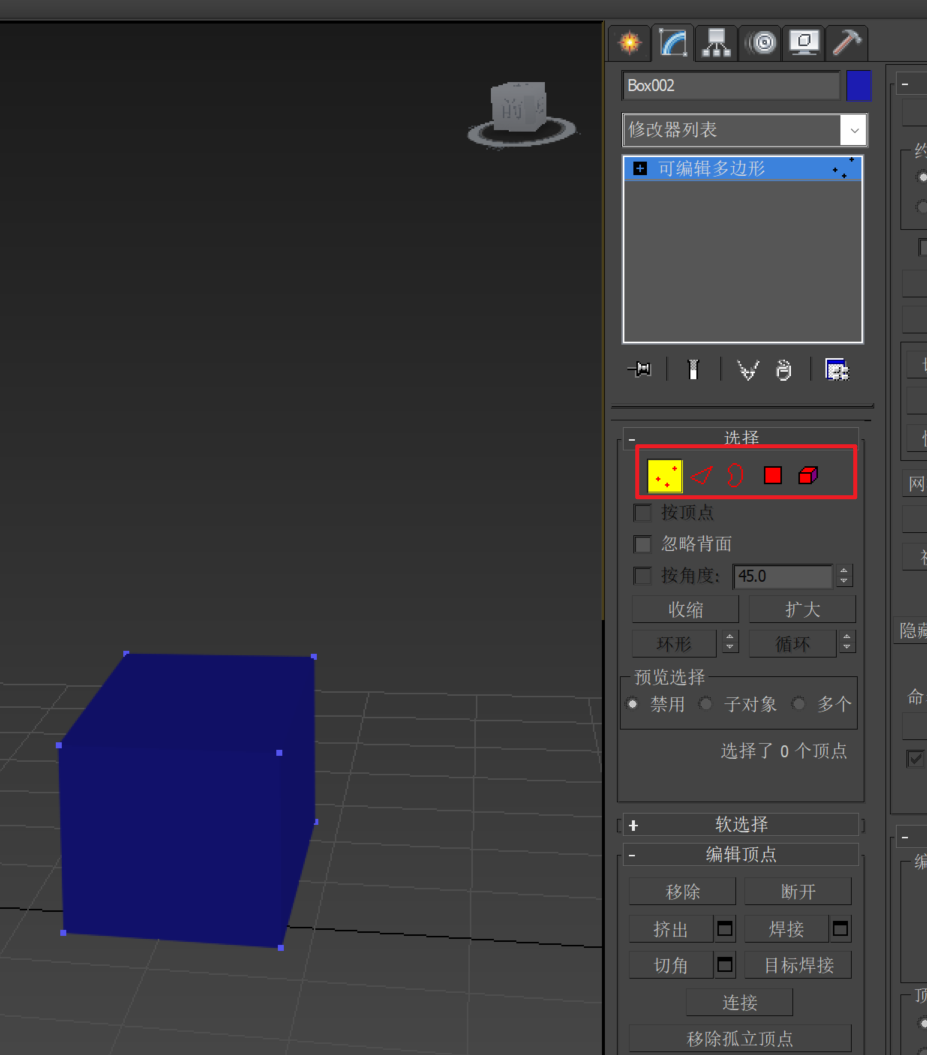 前
Box002
修改器列表
可编辑多边形
选择
按顶点
忽略背面
按角度: 45.0
收缩 扩大
环形 循环
预览选择
禁用 子对象 多个
选择了 0 个顶点
软选择
编辑顶点
移除 断开
挤出 焊接
切角 目标焊接
连接
移除孤立顶点
约
网
隐藏
命
编
顶